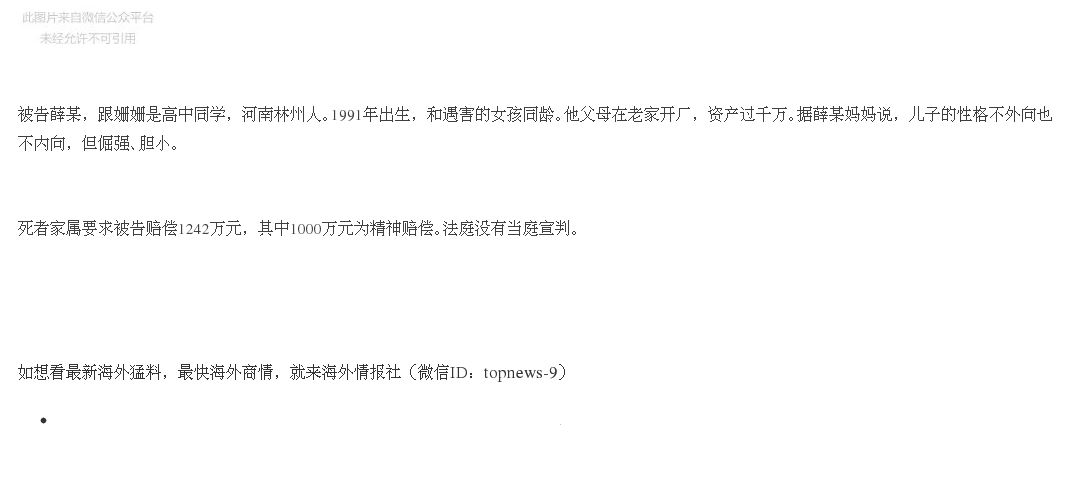 此图片来自微信公众平台
未经允许不可引用
被告薛某，跟姗姗是高中同学，河南林州人。1991年出生，和遇害的女孩同龄。他父母在老家开厂，资产过千万。据薛某妈妈说，儿子的性格不外向也
不内向，但倔强、胆小。
死者家属要求被告赔偿1242万元，其中1000万元为精神赔偿。法庭没有当庭宣判。
如想看最新海外猛料，最快海外商情，就来海外情报社（微信ID：topnews-9）